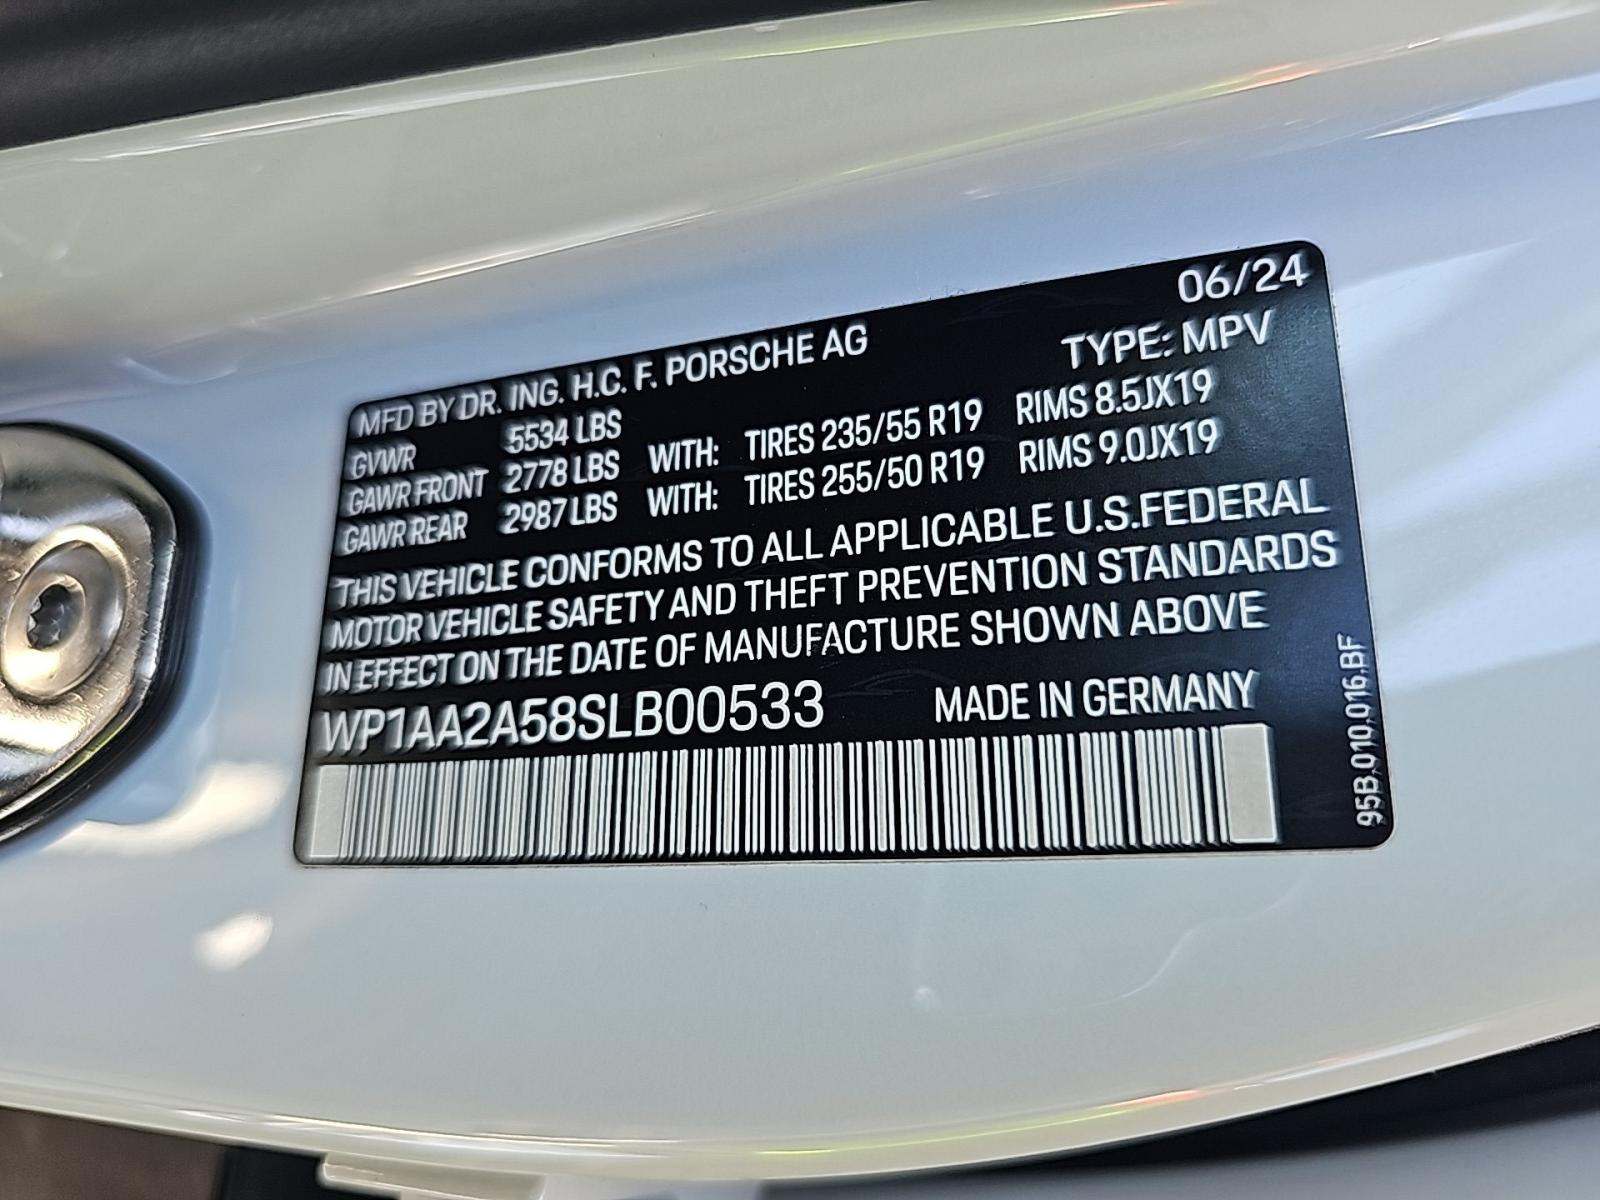 06/24
MFD BY DR. ING. H.C. F. PORSCHE AG TYPE: MPV
GVWR 5534 LBS
GAWR FRONT 2778 LBS WITH: TIRES 235/55 R19 RIMS 8.5JX19
GAWR REAR 2987 LBS WITH: TIRES 255/50 R19 RIMS 9.0JX19
THIS VEHICLE CONFORMS TO ALL APPLICABLE U.S.FEDERAL
MOTOR VEHICLE SAFETY AND THEFT PREVENTION STANDARDS
IN EFFECT ON THE DATE OF MANUFACTURE SHOWN ABOVE
WP1AA2A58SLB00533 MADE IN GERMANY
95B.010.016.BF